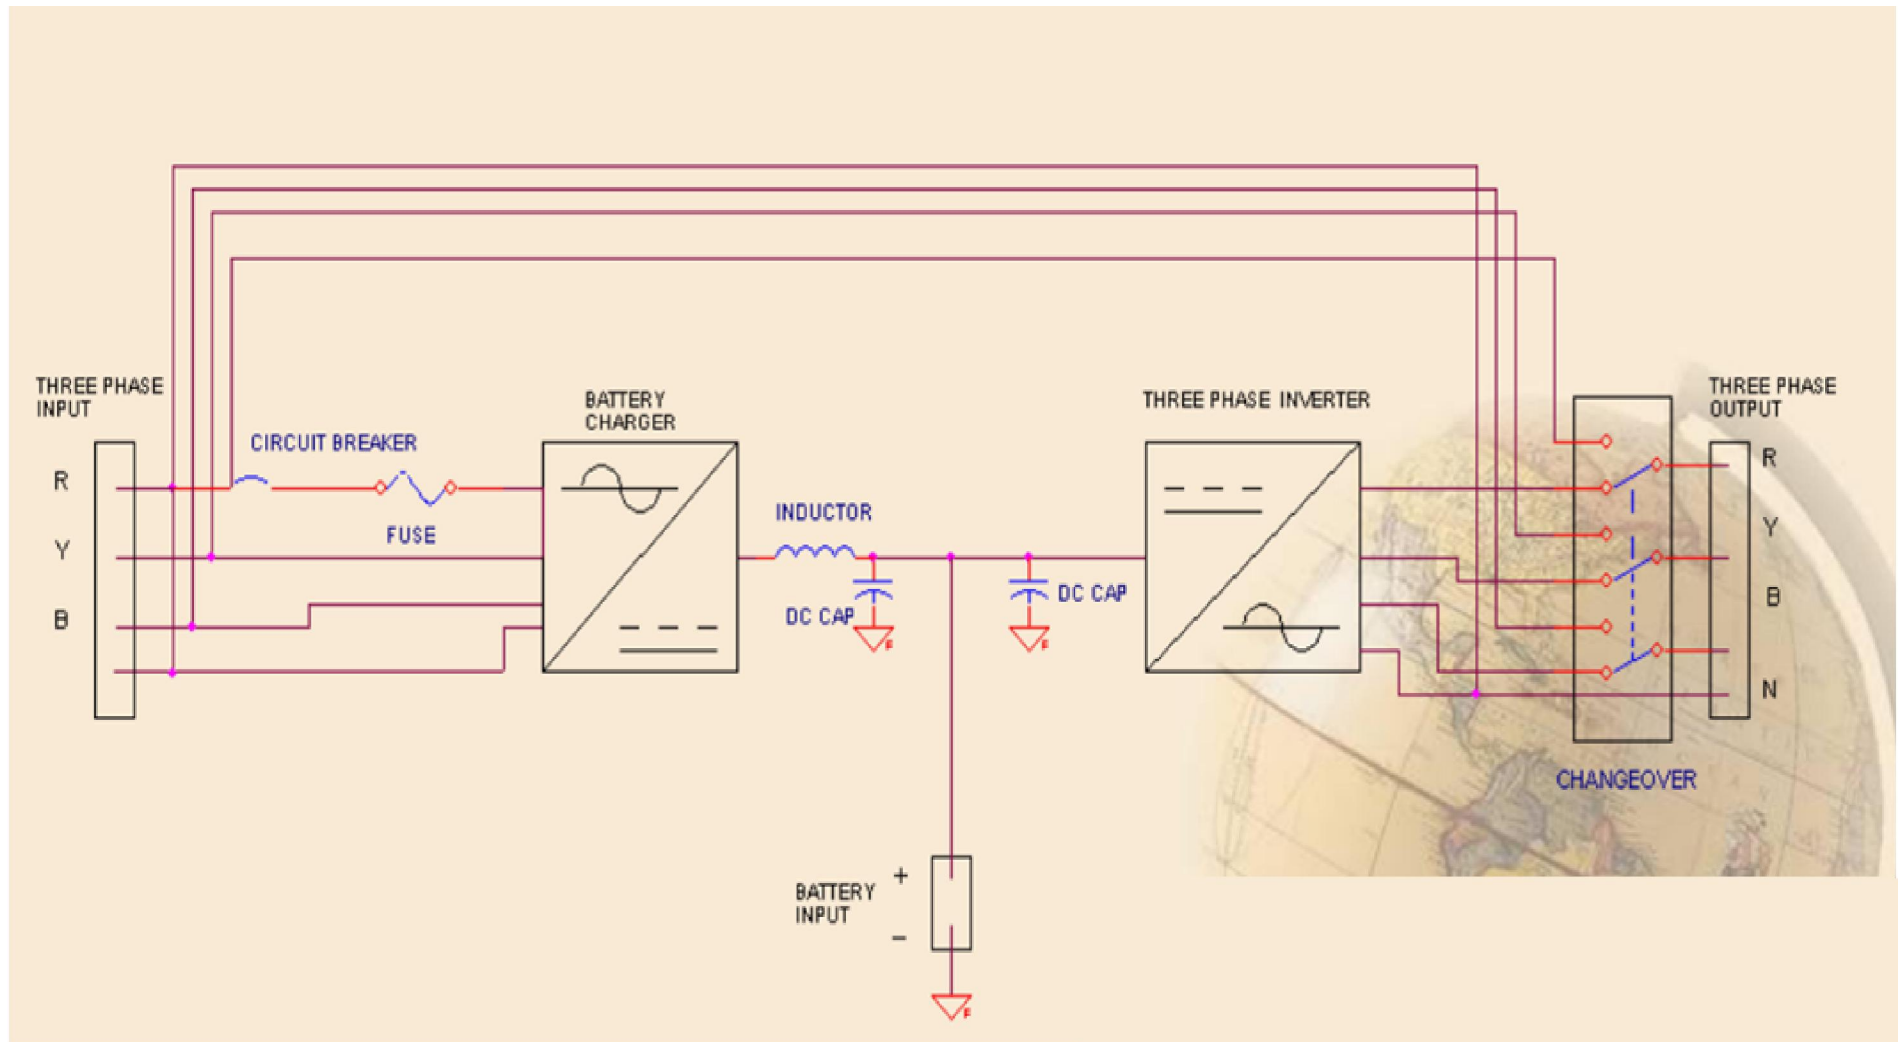 THREE PHASE
INPUT
R
Y
B
CIRCUIT BREAKER
FUSE
BATTERY
CHARGER
INDUCTOR
DC CAP
F
DC CAP
F
BATTERY
INPUT
+
−
F
THREE PHASE INVERTER
CHANGEOVER
THREE PHASE
OUTPUT
R
Y
B
N